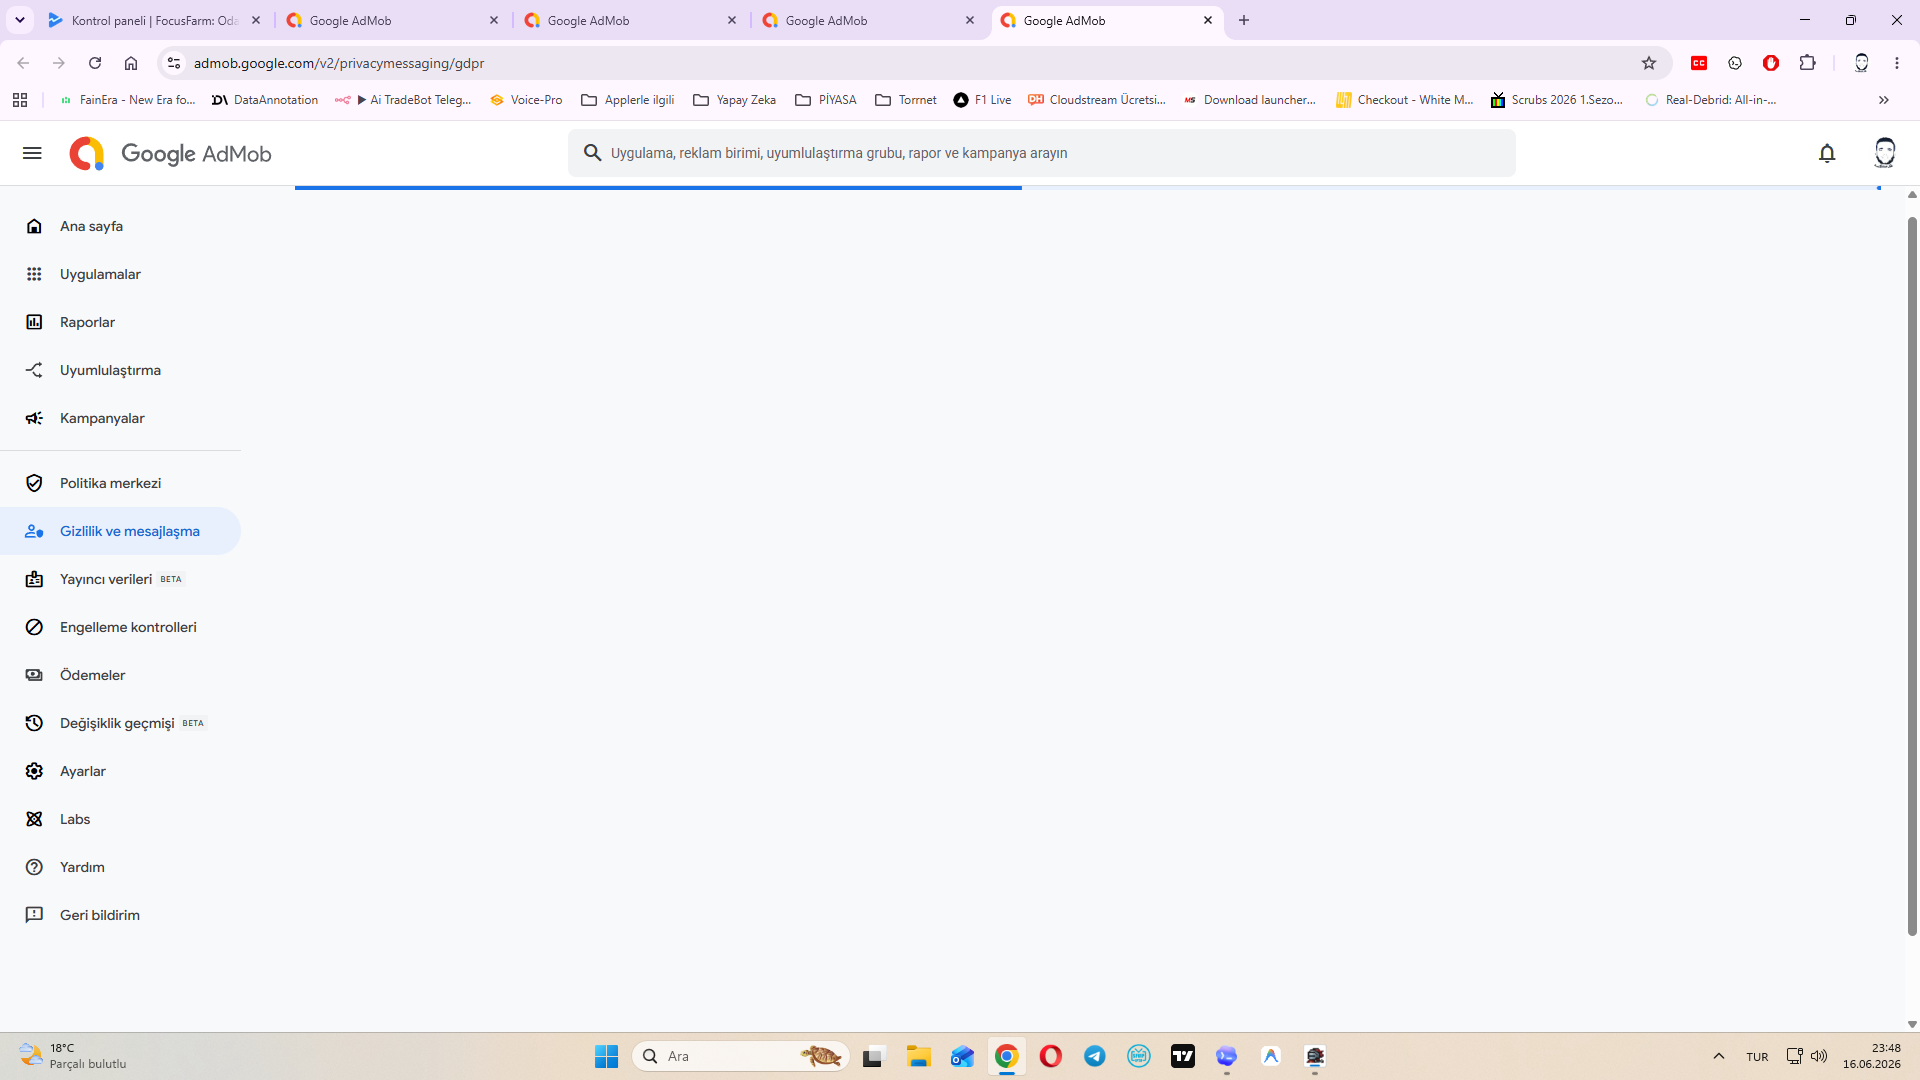 Kontrol paneli | FocusFarm: Oda
Google AdMob
Google AdMob
Google AdMob
Google AdMob
admob.google.com/v2/privacymessaging/gdpr
CC
FainEra - New Era fo...
DataAnnotation
Ai TradeBot Teleg...
Voice-Pro
Applerle ilgili
Yapay Zeka
PİYASA
Torrnet
F1 Live
DH
Cloudstream Ücretsi...
MS
Download launcher...
Checkout - White M...
Scrubs 2026 1.Sezo...
Real-Debrid: All-in-...
Google AdMob
Uygulama, reklam birimi, uyumlulaştırma grubu, rapor ve kampanya arayın
Ana sayfa
Uygulamalar
Raporlar
Uyumlulaştırma
Kampanyalar
Politika merkezi
Gizlilik ve mesajlaşma
Yayıncı verileri BETA
Engelleme kontrolleri
Ödemeler
Değişiklik geçmişi BETA
Ayarlar
Labs
Yardım
Geri bildirim
18°C
Parçalı bulutlu
Ara
TUR
23:48
16.06.2026